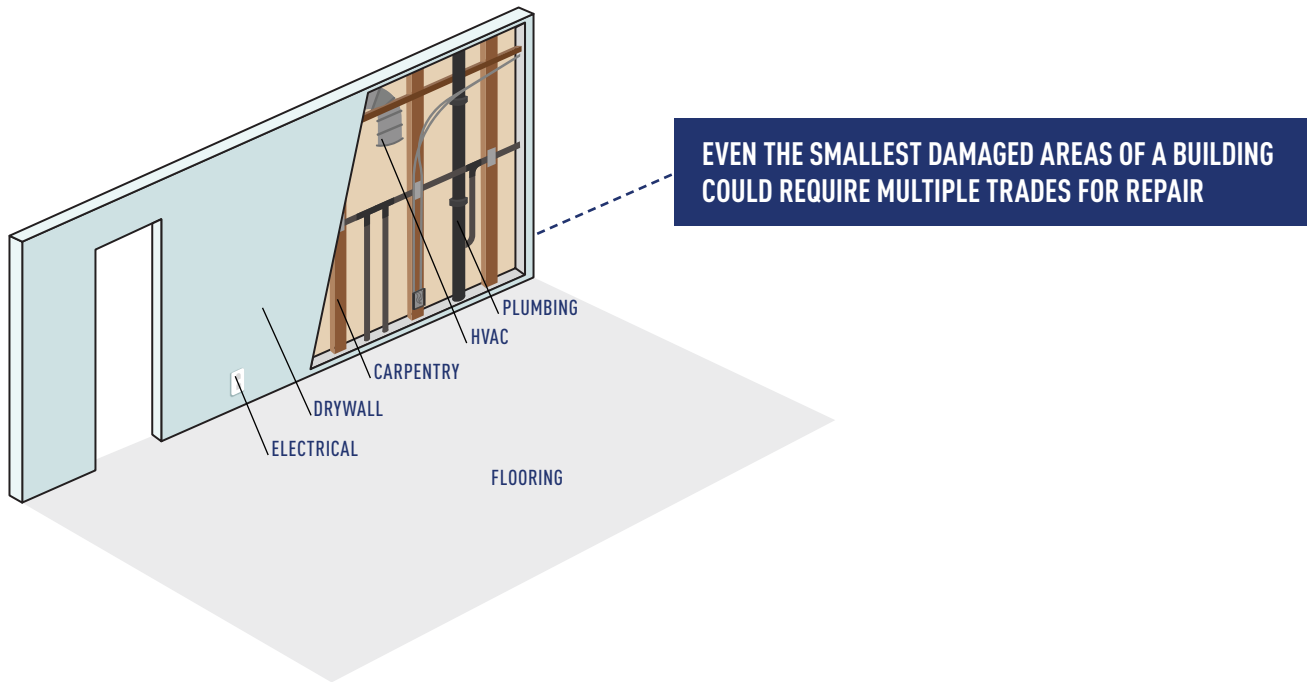 EVEN THE SMALLEST DAMAGED AREAS OF A BUILDING
COULD REQUIRE MULTIPLE TRADES FOR REPAIR
PLUMBING
HVAC
CARPENTRY
DRYWALL
ELECTRICAL
FLOORING